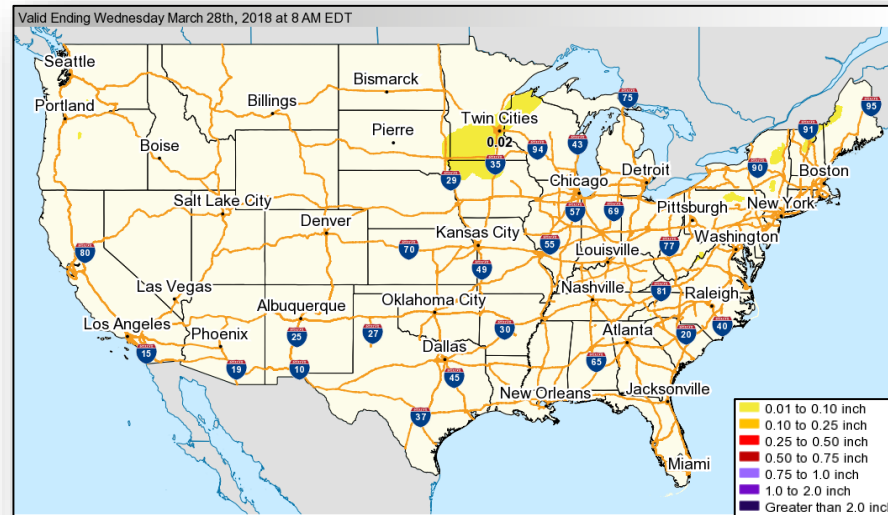 Valid Ending Wednesday March 28th, 2018 at 8 AM EDT
Seattle
Portland
Boise
Billings
Bismarck
Pierre
Twin Cities
0.02
75
95
91
94
43
35
29
90
Boston
Detroit
Chicago
Salt Lake City
Denver
57
69
Pittsburgh
New York
Kansas City
80
70
55
Louisville
77
Washington
49
Las Vegas
81
Nashville
Raleigh
Albuquerque
Oklahoma City
Los Angeles
Phoenix
25
27
30
Atlanta
20
40
15
Dallas
65
19
10
45
New Orleans
Jacksonville
37
Miami
0.01 to 0.10 inch
0.10 to 0.25 inch
0.25 to 0.50 inch
0.50 to 0.75 inch
0.75 to 1.0 inch
1.0 to 2.0 inch
Greater than 2.0 inch